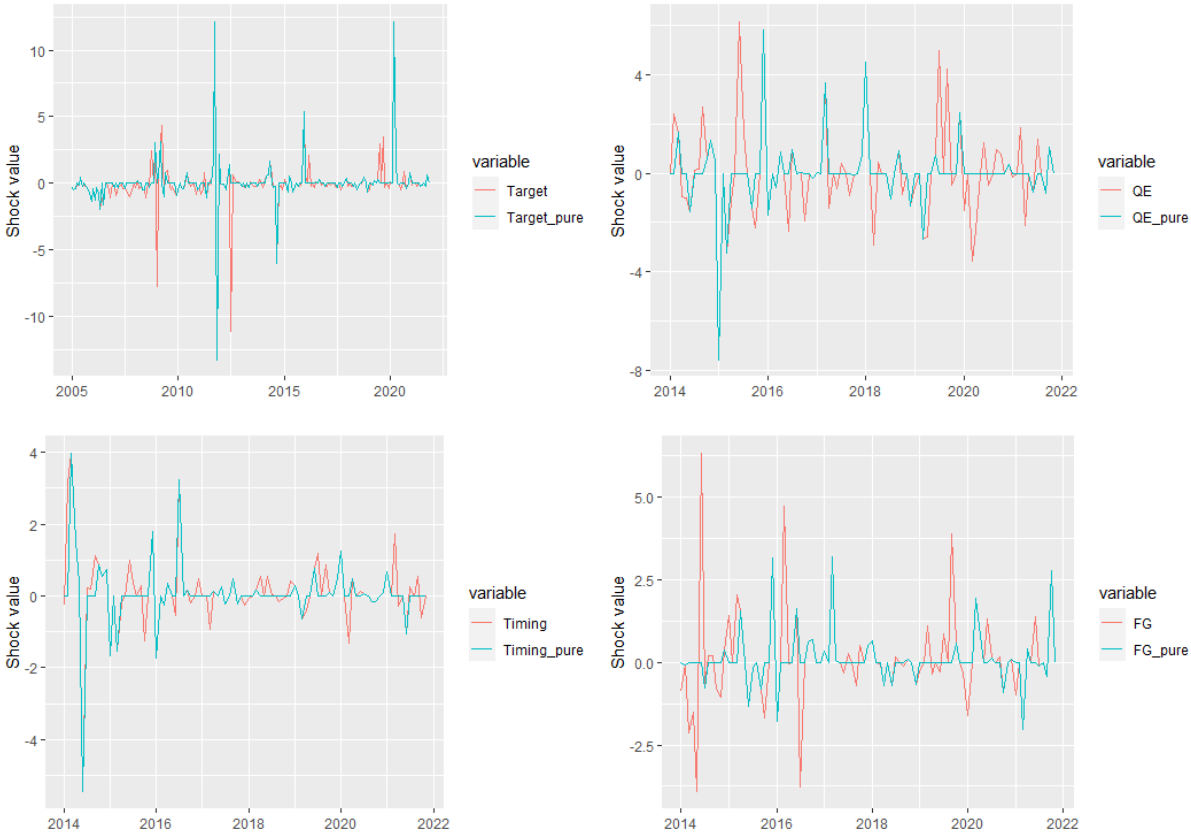 Shock value
10
5
0
-5
-10
2005 2010 2015 2020
variable
Target
Target_pure
Shock value
4
0
-4
-8
2014 2016 2018 2020 2022
variable
QE
QE_pure
Shock value
4
2
0
-2
-4
2014 2016 2018 2020 2022
variable
Timing
Timing_pure
Shock value
5.0
2.5
0.0
-2.5
2014 2016 2018 2020 2022
variable
FG
FG_pure